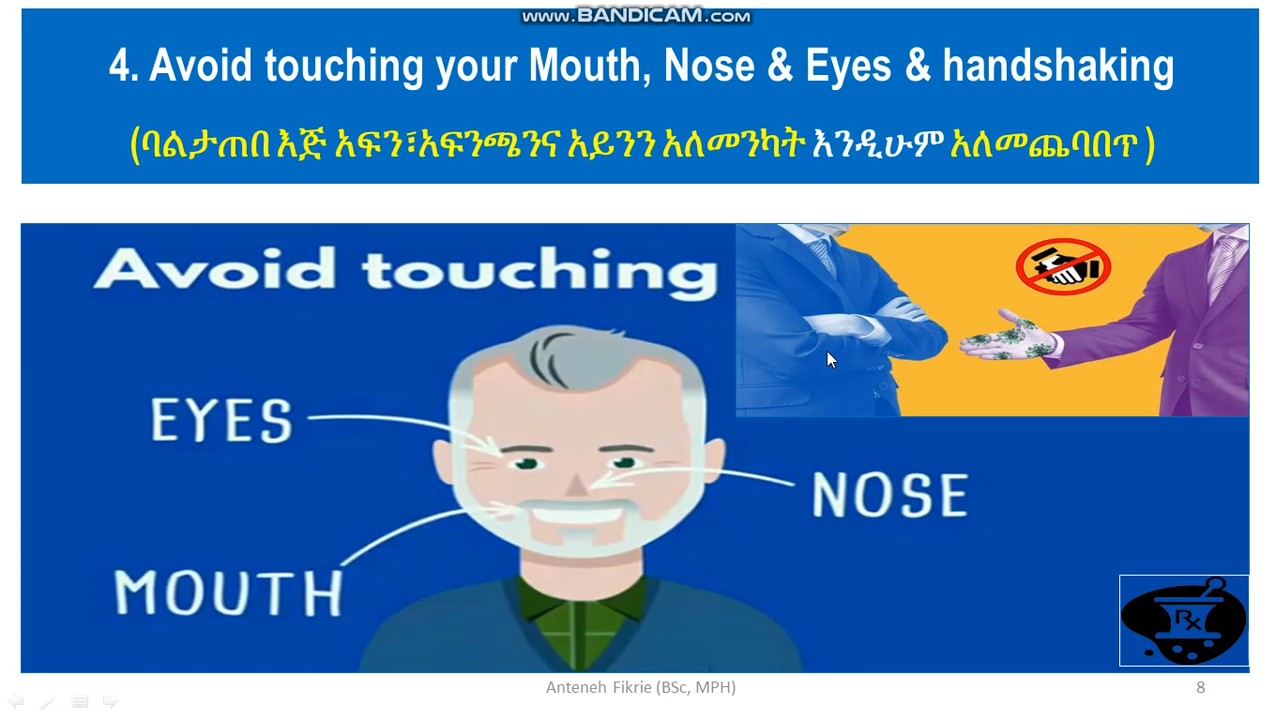 www.BANDICAM.com
4. Avoid touching your Mouth, Nose & Eyes & handshaking
(ባልታጠበ እጅ አፍን፣አፍንጫንና አይንን አለመንካት እንዲሁም አለመጨባበጥ )
Avoid touching
EYES
NOSE
MOUTH
Rx
Anteneh Fikrie (BSc, MPH)
8